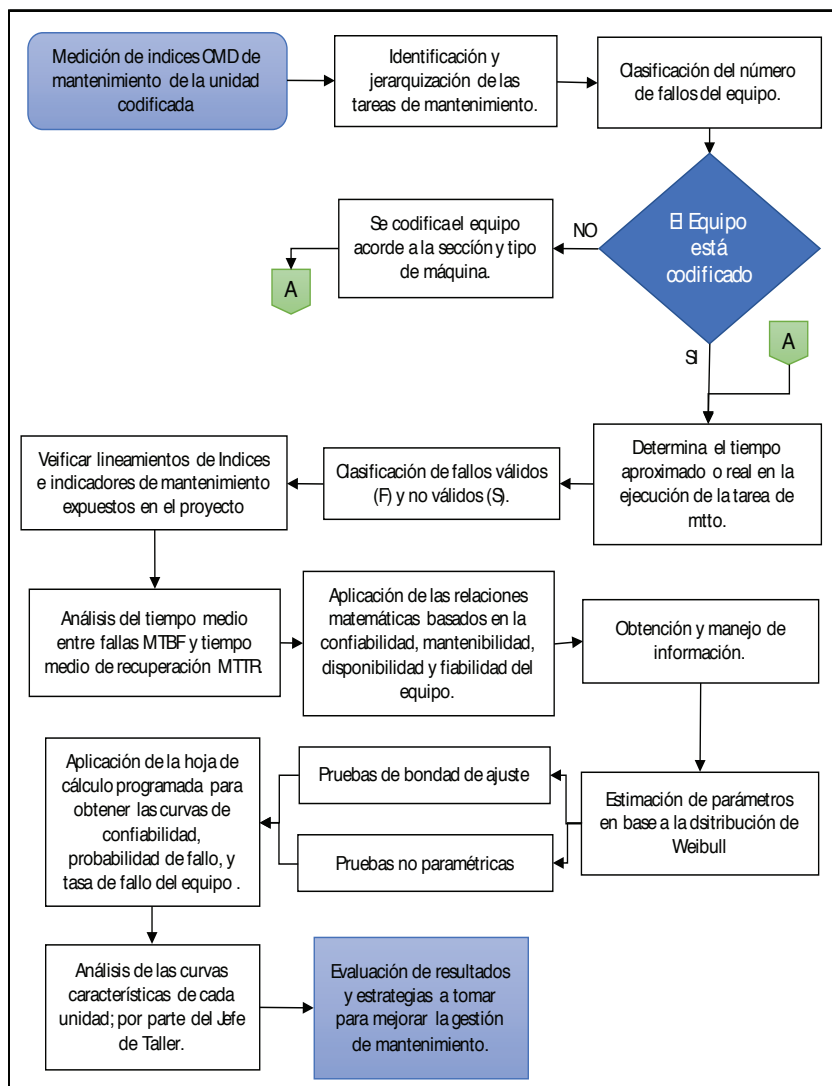 Medición de indices CMD de
mantenimiento de la unidad
codificada
Identificación y
jerarquización de las
tareas de mantenimiento.
Clasificación del número
de fallos del equipo.
El Equipo
está
codificado
NO
Se codifica el equipo
acorde a la sección y tipo
de máquina.
A
SI
A
Determina el tiempo
aproximado o real en la
ejecución de la tarea de
mtto.
Clasificación de fallos válidos
(F) y no válidos (S).
Veificar lineamientos de Indices
e indicadores de mantenimiento
expuestos en el proyecto
Análisis del tiempo medio
entre fallas MTBF y tiempo
medio de recuperación MTTR
Aplicación de las relaciones
matemáticas basados en la
confiabilidad, mantenibilidad,
disponibilidad y fiabilidad del
equipo.
Obtención y manejo de
información.
Estimación de parámetros
en base a la dsitribución de
Weibull
Pruebas de bondad de ajuste
Pruebas no paramétricas
Aplicación de la hoja de
cálculo programada para
obtener las curvas de
confiabilidad,
probabilidad de fallo, y
tasa de fallo del equipo .
Análisis de las curvas
características de cada
unidad; por parte del Jefe
de Taller.
Evaluación de resultados
y estrategias a tomar
para mejorar la gestión
de mantenimiento.